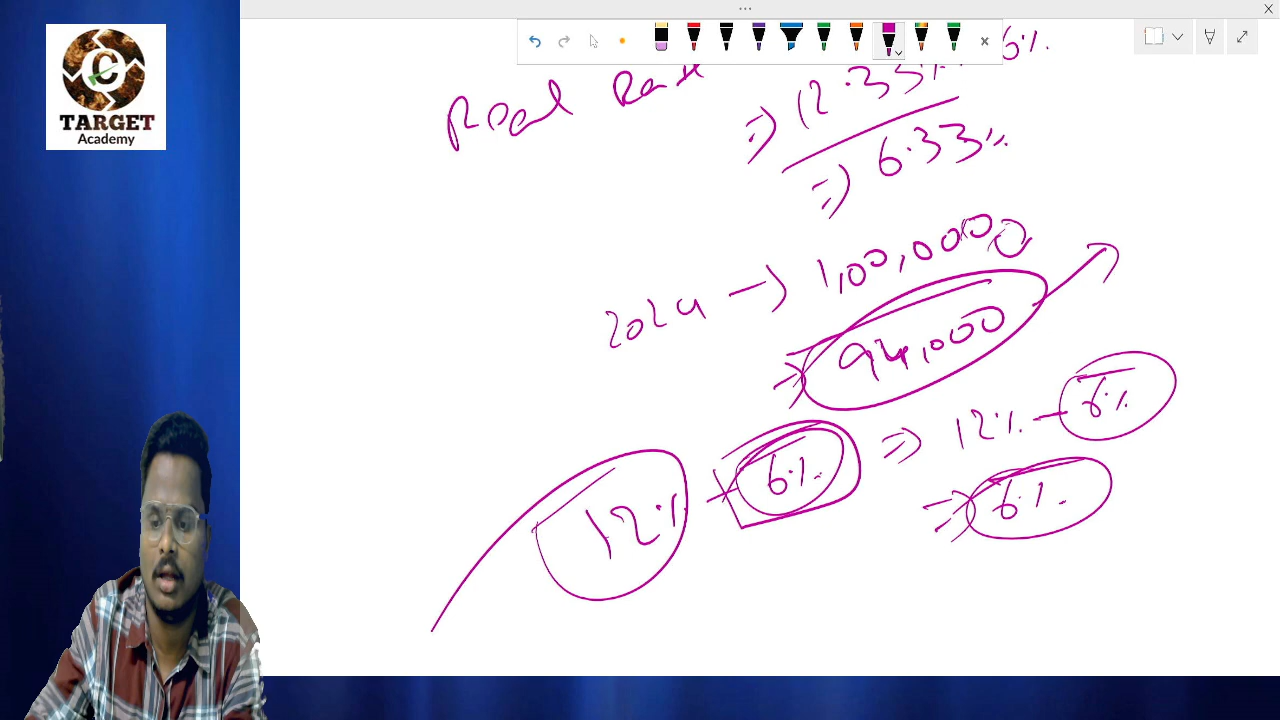 TARGET
Academy
6%
Real Rate
=> 12.33%
=> 6.33%
2024 -> 1,00,000
=> 94,000
12% + 6% => 12% - 6%
=> 6%